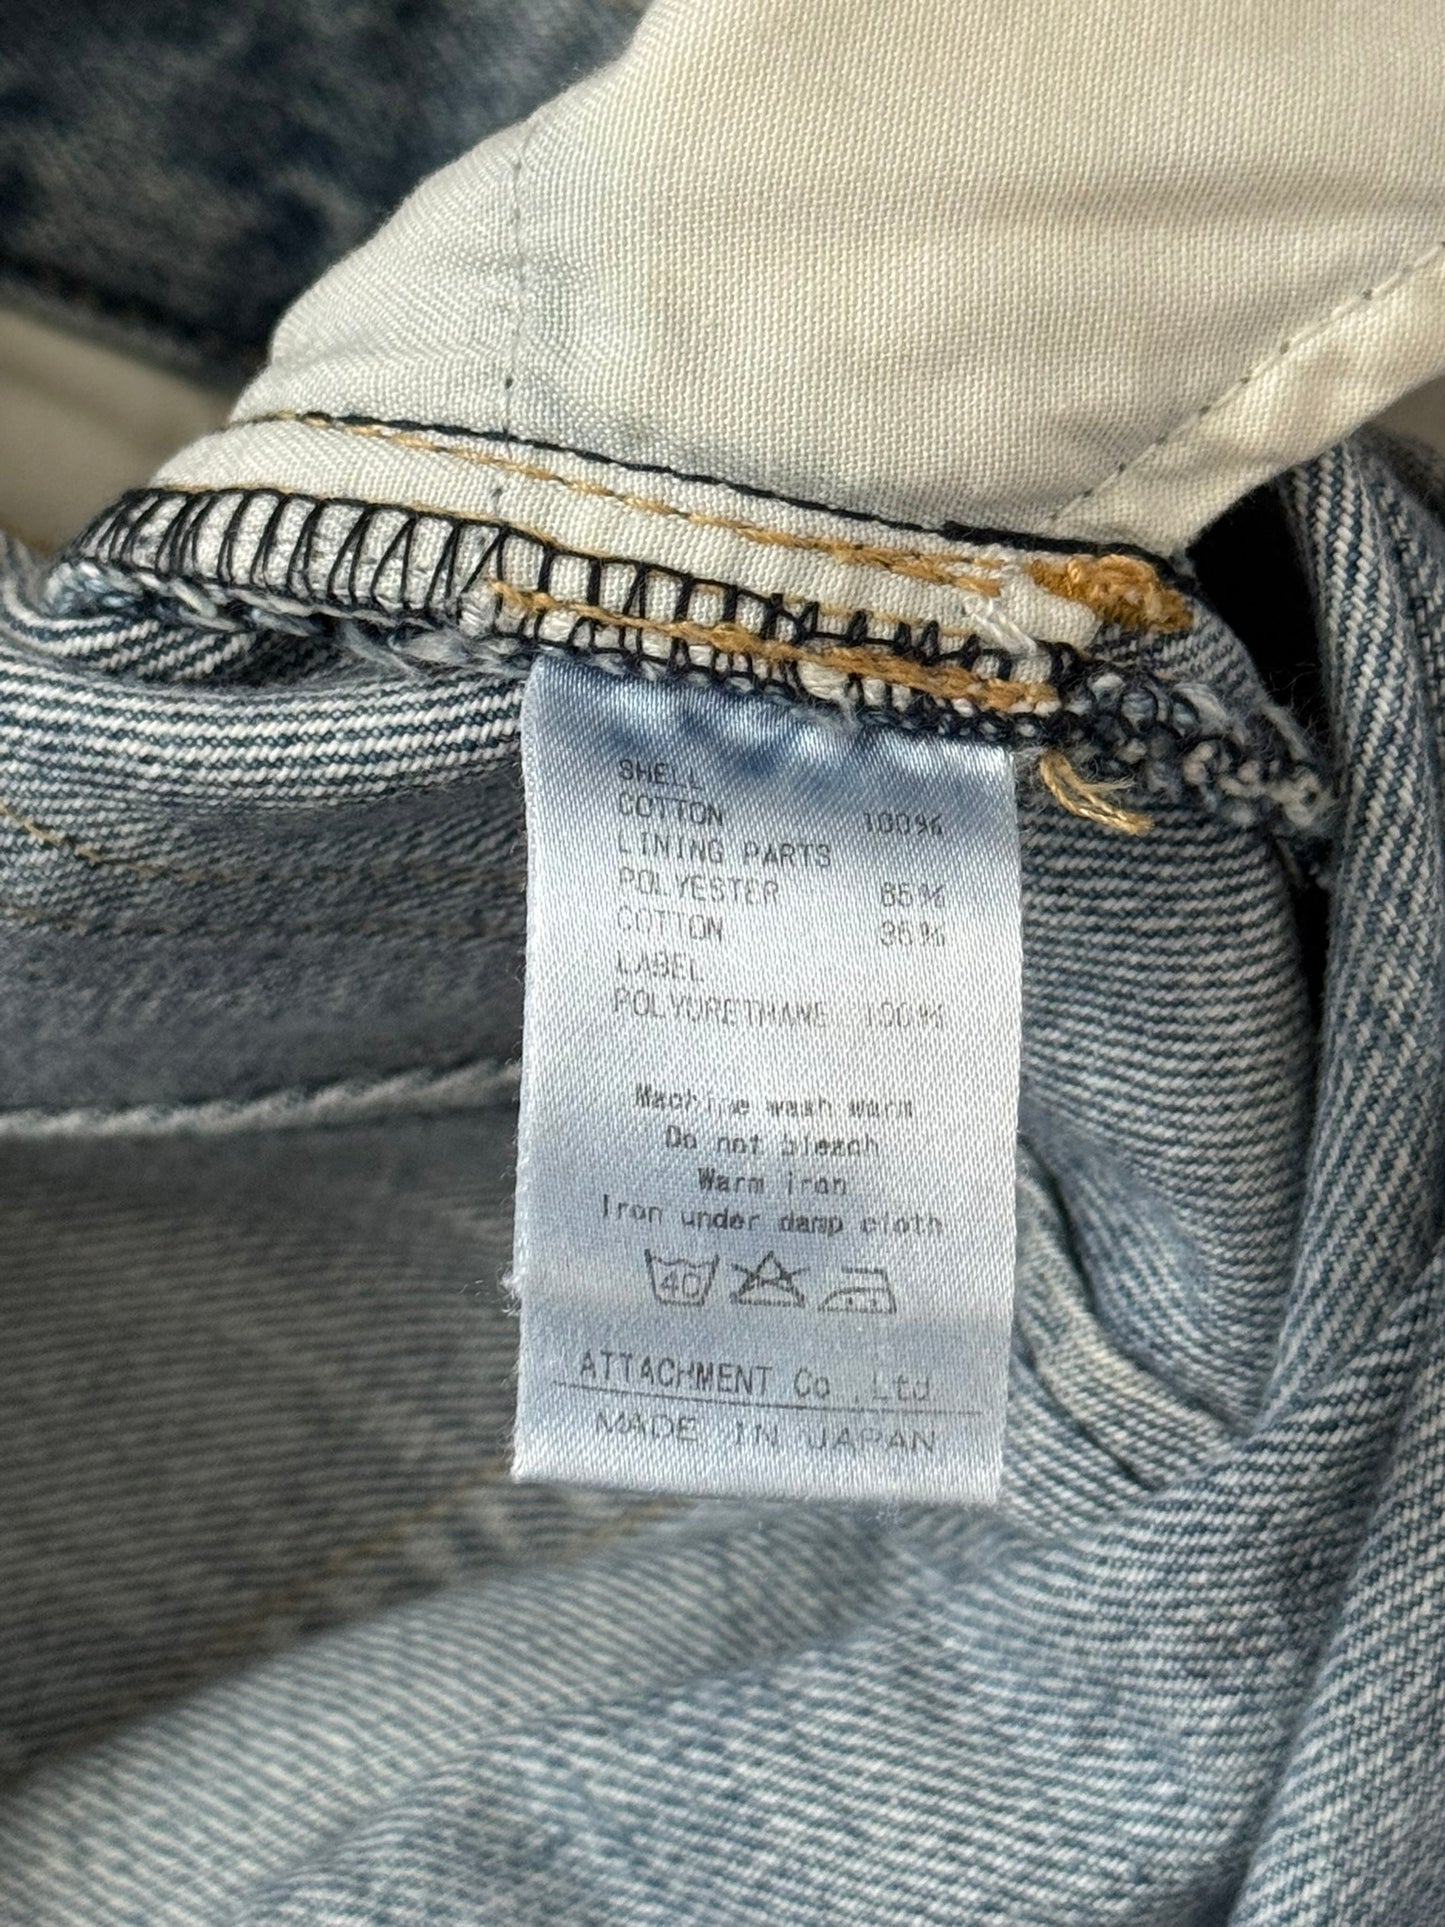 SHELL
COTTON 100%
LINING PARTS
POLYESTER 65%
COTTON 35%
LABEL
POLYURETHANE 100%
Machine wash warm
Do not bleach
Warm iron
Iron under damp cloth
40
ATTACHMENT Co.,Ltd.
MADE IN JAPAN